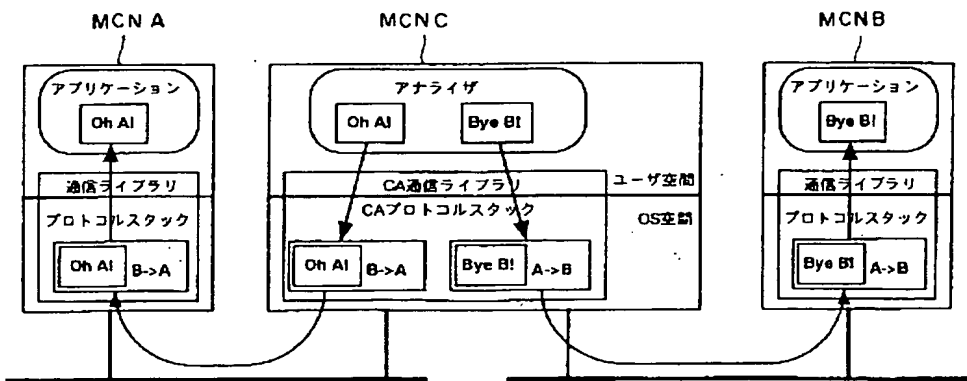 MCN A
MCN C
MCN B
アプリケーション
Oh A!
通信ライブラリ
プロトコルスタック
Oh A!
B->A
アナライザ
Oh A!
Bye B!
CA通信ライブラリ
ユーザ空間
CAプロトコルスタック
OS空間
Oh A!
B->A
Bye B!
A->B
アプリケーション
Bye B!
通信ライブラリ
プロトコルスタック
Bye B!
A->B